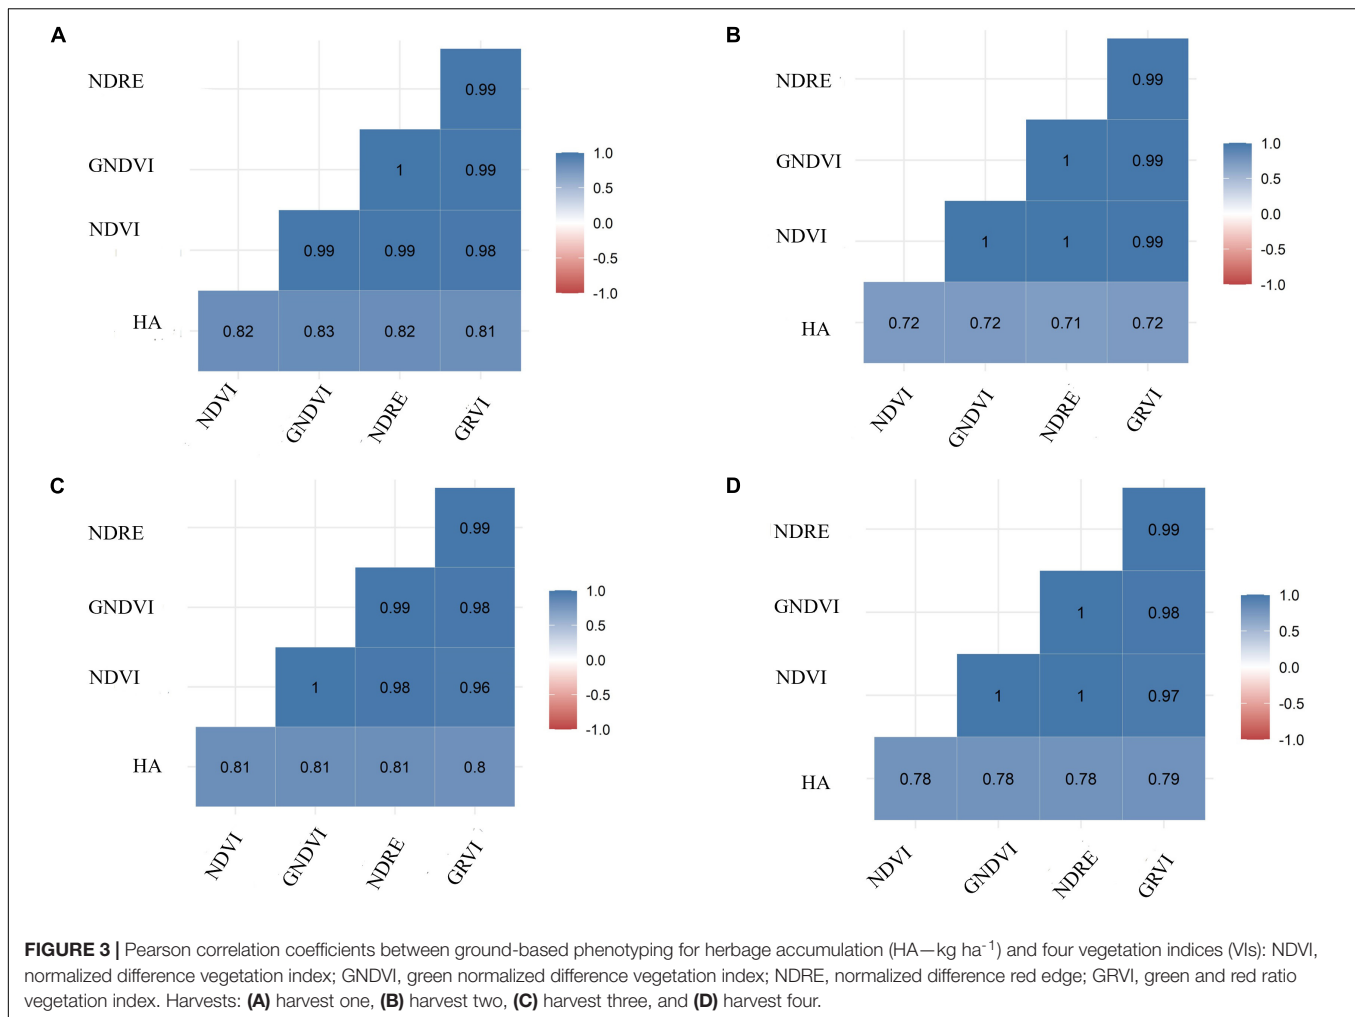 A
NDRE
0.99
GNDVI
1 0.99
NDVI
0.99 0.99 0.98
HA
0.82 0.83 0.82 0.81
NDVI GNDVI NDRE GRVI
1.0
0.5
0.0
-0.5
-1.0
B
NDRE
0.99
GNDVI
1 0.99
NDVI
1 1 0.99
HA
0.72 0.72 0.71 0.72
NDVI GNDVI NDRE GRVI
1.0
0.5
0.0
-0.5
-1.0
C
NDRE
0.99
GNDVI
0.99 0.98
NDVI
1 0.98 0.96
HA
0.81 0.81 0.81 0.8
NDVI GNDVI NDRE GRVI
1.0
0.5
0.0
-0.5
-1.0
D
NDRE
0.99
GNDVI
1 0.98
NDVI
1 1 0.97
HA
0.78 0.78 0.78 0.79
NDVI GNDVI NDRE GRVI
1.0
0.5
0.0
-0.5
-1.0
FIGURE 3 | Pearson correlation coefficients between ground-based phenotyping for herbage accumulation (HA—kg ha-1) and four vegetation indices (VIs): NDVI,
normalized difference vegetation index; GNDVI, green normalized difference vegetation index; NDRE, normalized difference red edge; GRVI, green and red ratio
vegetation index. Harvests: (A) harvest one, (B) harvest two, (C) harvest three, and (D) harvest four.